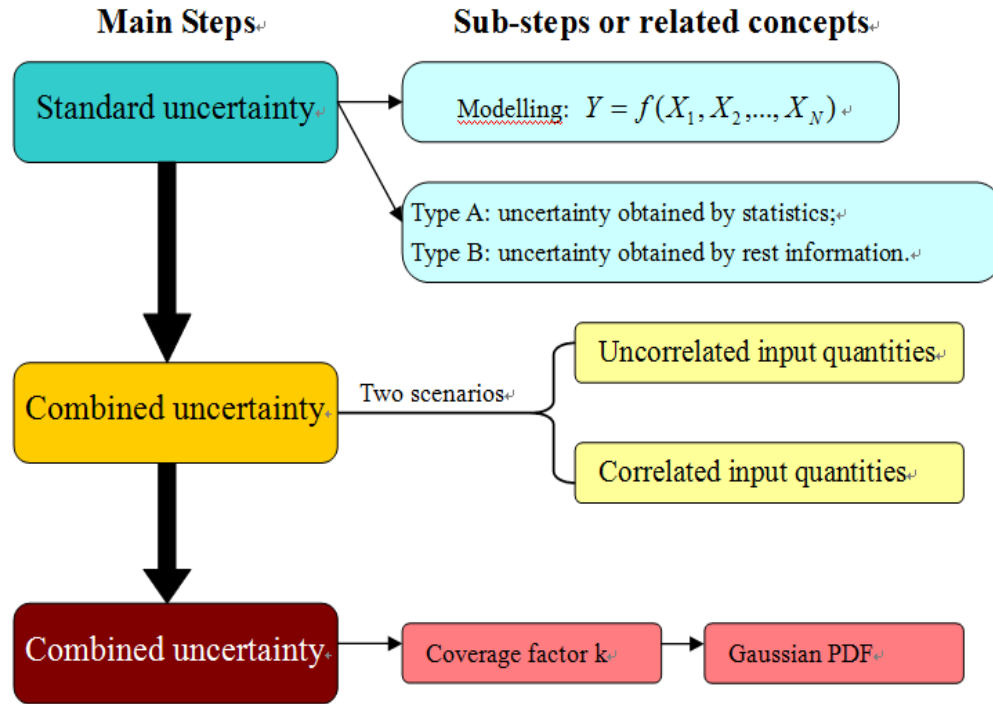 Main Steps
Sub-steps or related concepts
Standard uncertainty
Modelling: Y = f(X₁, X₂,..., X_N)
Type A: uncertainty obtained by statistics;
Type B: uncertainty obtained by rest information.
Combined uncertainty
Two scenarios
Uncorrelated input quantities
Correlated input quantities
Combined uncertainty
Coverage factor k
Gaussian PDF